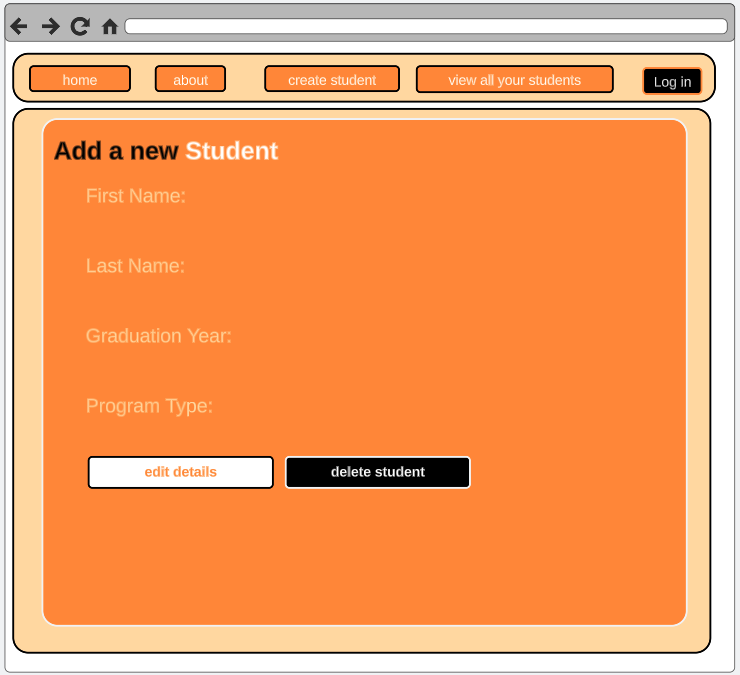 home about create student view all your students Log in
Add a new Student
First Name:
Last Name:
Graduation Year:
Program Type:
edit details delete student